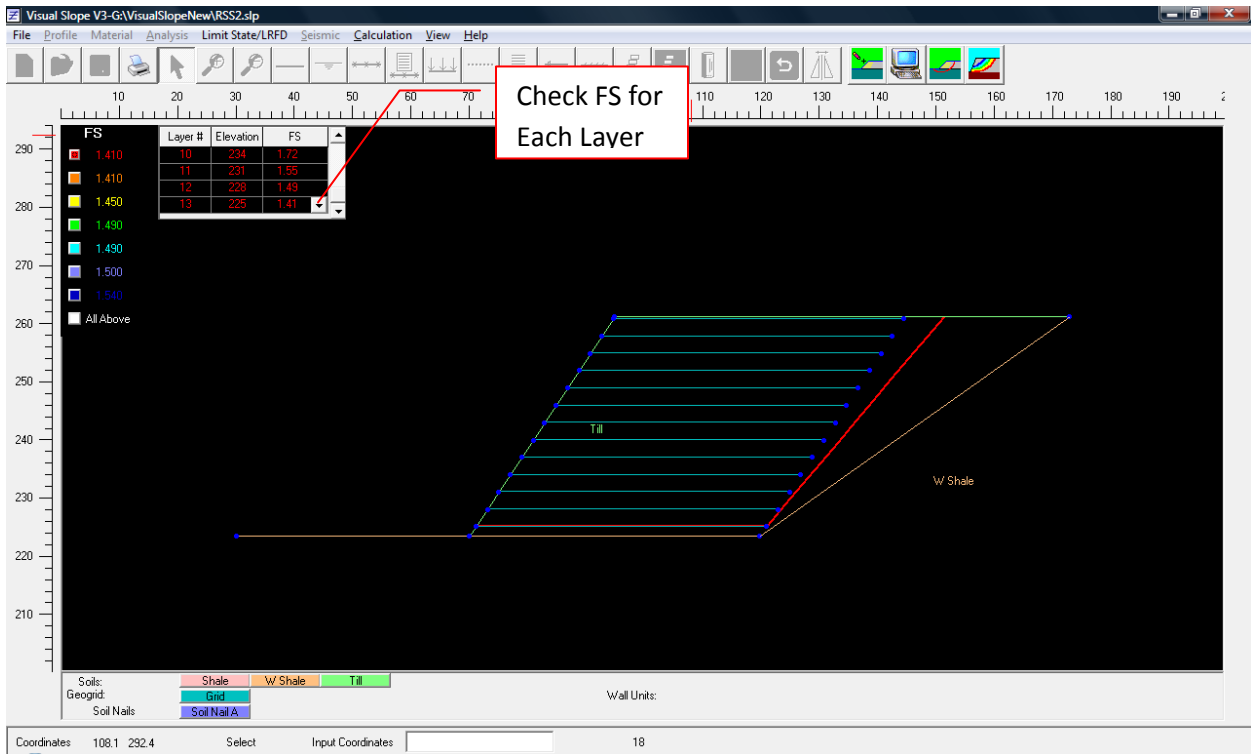 Visual Slope V3-G:\VisualSlopeNew\RSS2.slp
File Profile Material Analysis Limit State/LRFD Seismic Calculation View Help
10 20 30 40 50 60 70 110 120 130 140 150 160 170 180 190
Check FS for
Each Layer
FS
1.410
1.410
1.450
1.490
1.490
1.500
1.540
All Above
Layer # Elevation FS
10 234 1.72
11 231 1.55
12 228 1.49
13 225 1.41
290
280
270
260
250
240
230
220
210
Till
W Shale
Soils: Shale W Shale Till
Geogrid: Grid Wall Units:
Soil Nails Soil Nail A
Coordinates 108.1 292.4 Select Input Coordinates 18